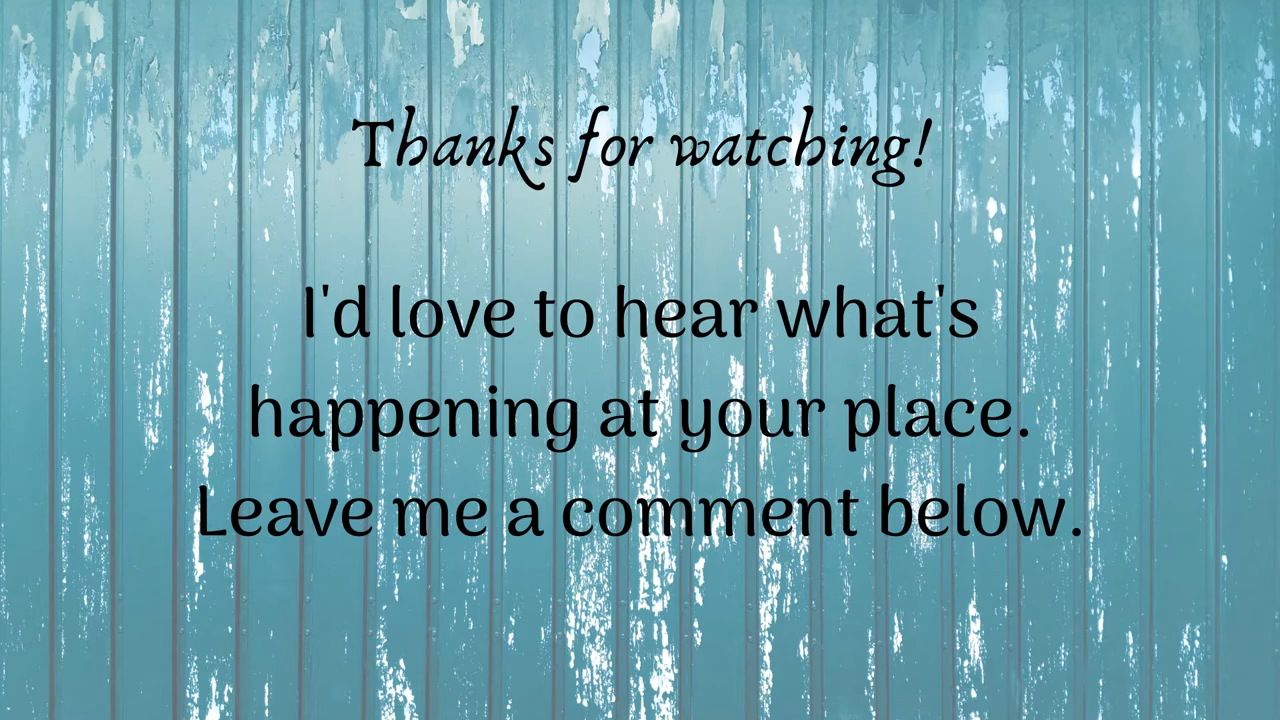 Thanks for watching!
I'd love to hear what's
happening at your place.
Leave me a comment below.